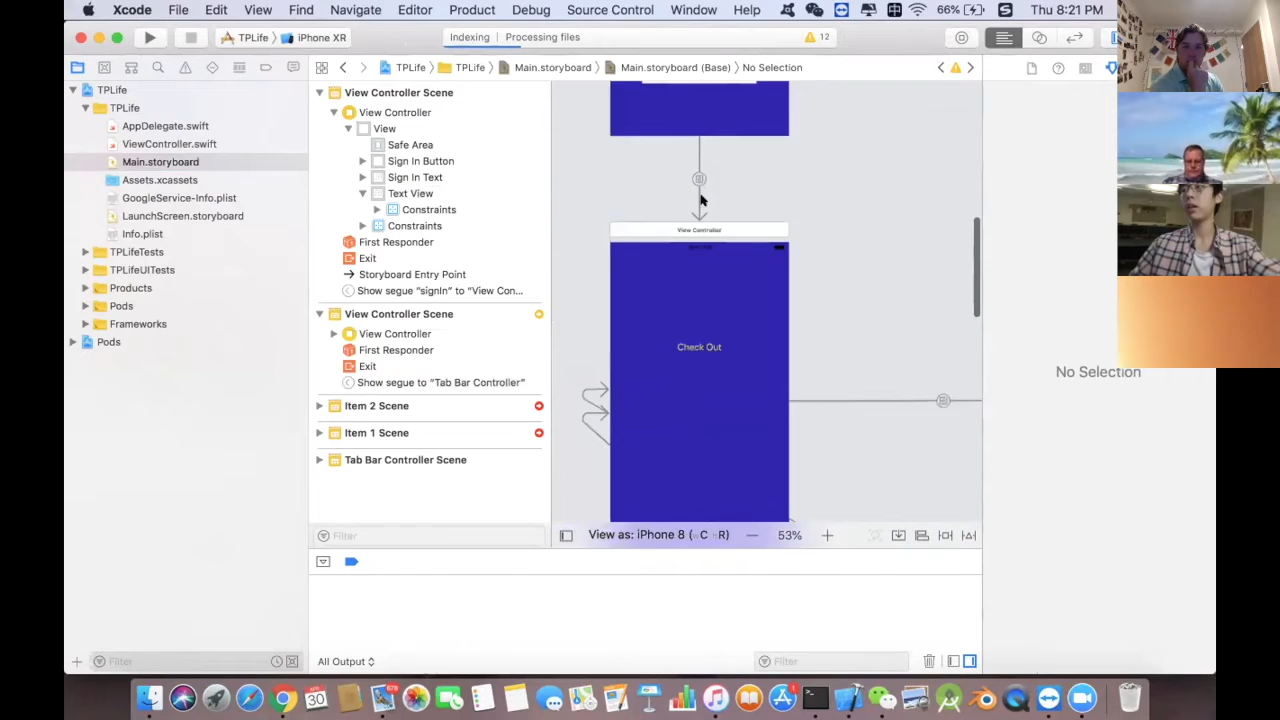 Xcode File Edit View Find Navigate Editor Product Debug Source Control Window Help 66% Thu 8:21 PM
TPLife iPhone XR Indexing Processing files 12
TPLife TPLife Main.storyboard Main.storyboard (Base) No Selection
TPLife
TPLife
AppDelegate.swift
ViewController.swift
Main.storyboard
Assets.xcassets
GoogleService-Info.plist
LaunchScreen.storyboard
Info.plist
TPLifeTests
TPLifeUITests
Products
Pods
Frameworks
Pods
Filter
View Controller Scene
View Controller
View
Safe Area
Sign In Button
Sign In Text
Text View
Constraints
Constraints
First Responder
Exit
Storyboard Entry Point
Show segue "signIn" to "View Con...
View Controller Scene
View Controller
First Responder
Exit
Show segue to "Tab Bar Controller"
Item 2 Scene
Item 1 Scene
Tab Bar Controller Scene
Filter
View Controller
Check Out
View as: iPhone 8 ( C R) 53%
No Selection
All Output
Filter